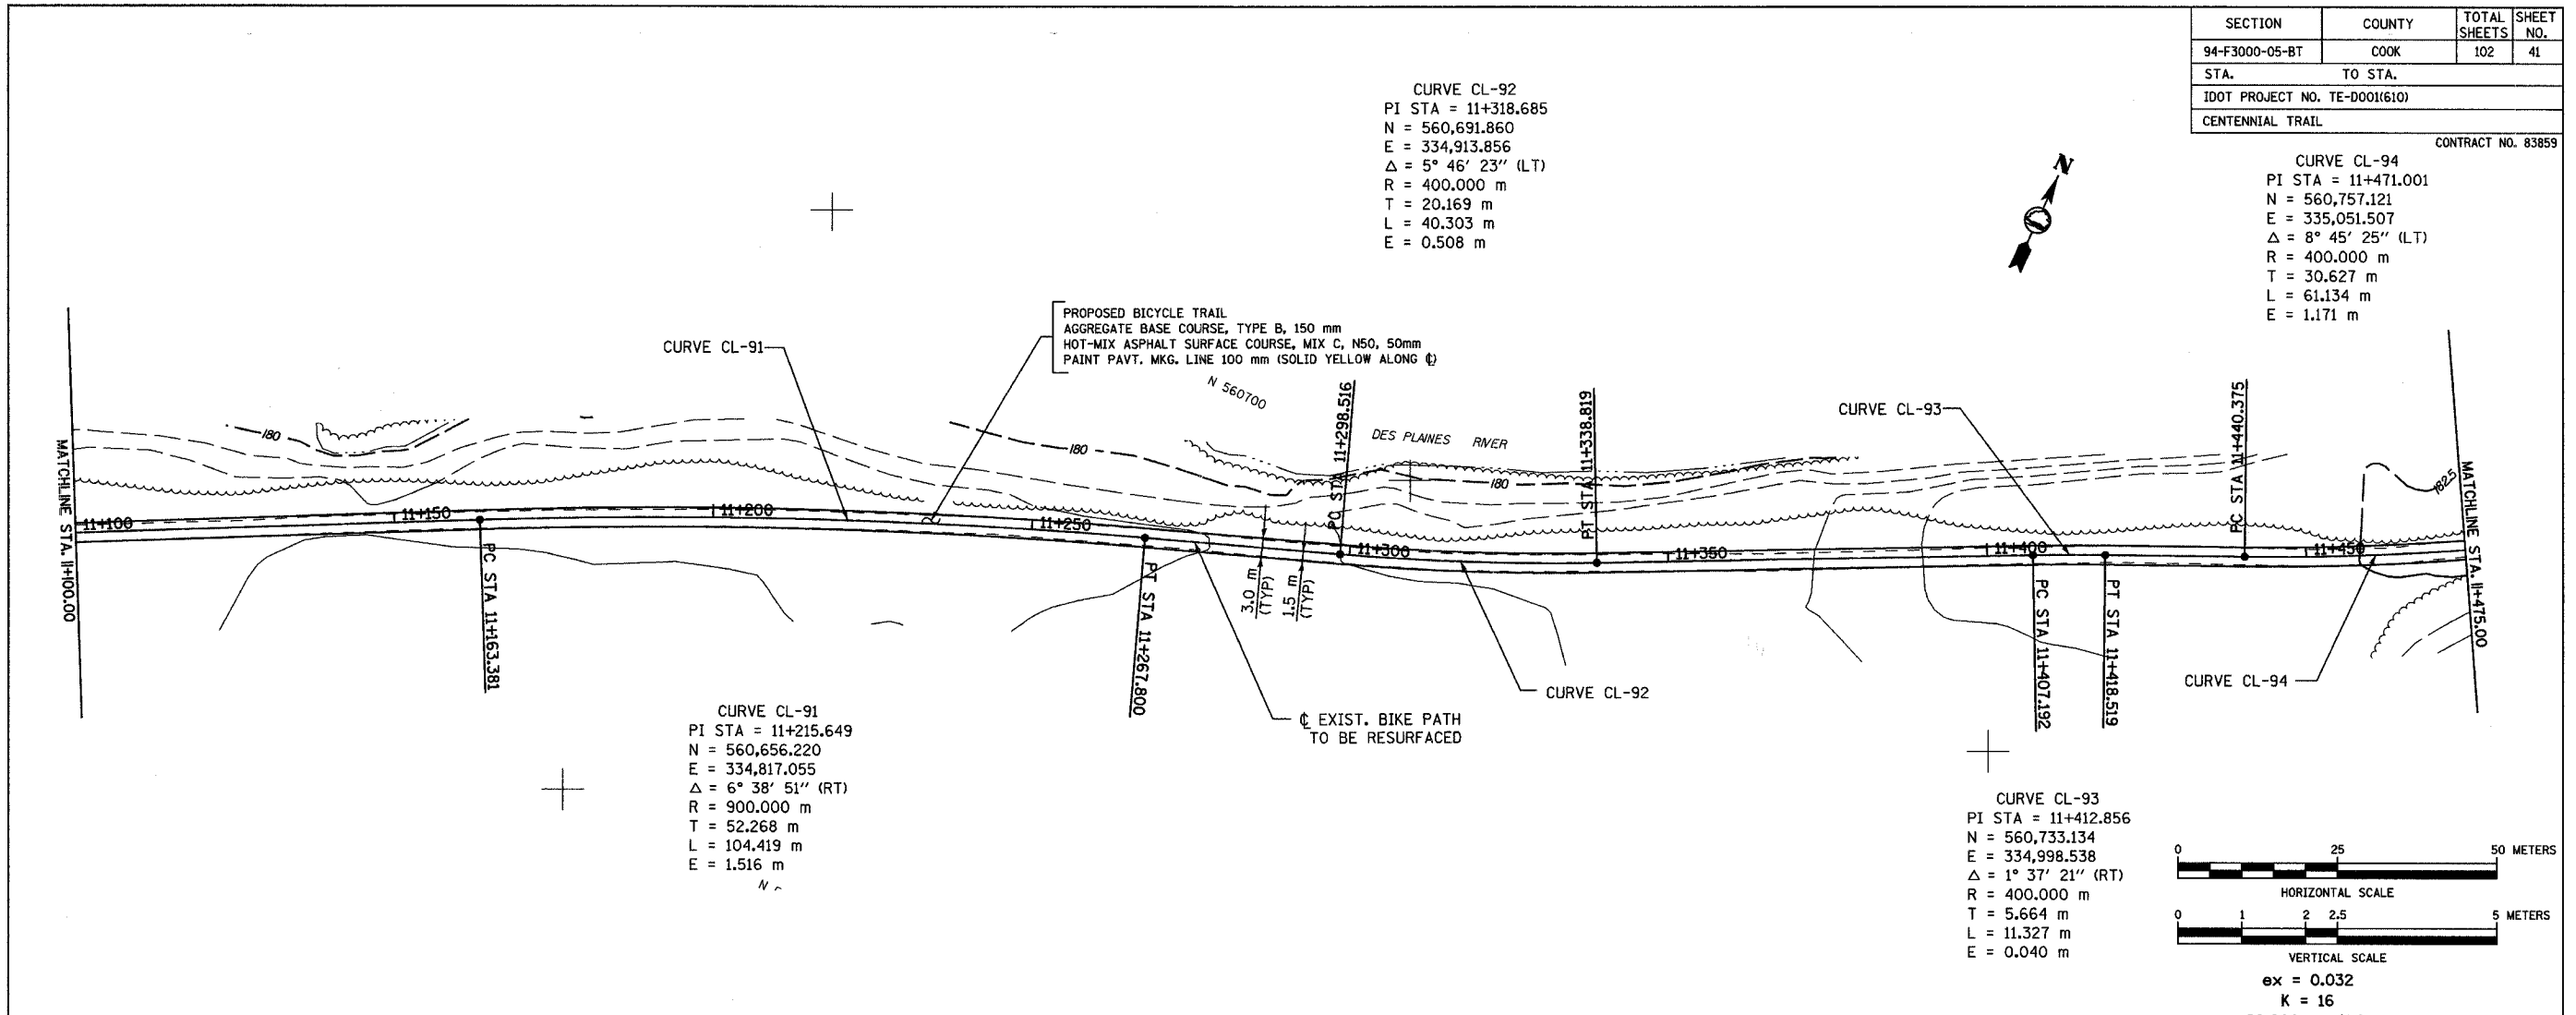 SECTION COUNTY TOTAL SHEETS SHEET NO.
94-F3000-05-BT COOK 102 41
STA. TO STA.
IDOT PROJECT NO. TE-D001(610)
CENTENNIAL TRAIL
CONTRACT NO. 83859
CURVE CL-92
PI STA = 11+318.685
N = 560,691.860
E = 334,913.856
Δ = 5° 46' 23" (LT)
R = 400.000 m
T = 20.169 m
L = 40.303 m
E = 0.508 m
CURVE CL-94
PI STA = 11+471.001
N = 560,757.121
E = 335,051.507
Δ = 8° 45' 25" (LT)
R = 400.000 m
T = 30.627 m
L = 61.134 m
E = 1.171 m
N
PROPOSED BICYCLE TRAIL
AGGREGATE BASE COURSE, TYPE B, 150 mm
HOT-MIX ASPHALT SURFACE COURSE, MIX C, N50, 50mm
PAINT PAVT. MKG. LINE 100 mm (SOLID YELLOW ALONG ℄)
CURVE CL-91
N 560700
DES PLAINES RIVER
CURVE CL-93
180
180
180
182.5
MATCHLINE STA. 11+100.00
11+100
11+150
11+200
11+250
11+300
11+350
11+400
11+450
MATCHLINE STA. 11+475.00
PC STA 11+163.381
PT STA 11+267.800
PC STA 11+298.516
PT STA 11+338.819
PC STA 11+407.192
PT STA 11+418.519
PC STA 11+440.375
3.0 m
(TYP)
1.5 m
(TYP)
CURVE CL-92
CURVE CL-94
℄ EXIST. BIKE PATH
TO BE RESURFACED
CURVE CL-91
PI STA = 11+215.649
N = 560,656.220
E = 334,817.055
Δ = 6° 38' 51" (RT)
R = 900.000 m
T = 52.268 m
L = 104.419 m
E = 1.516 m
N
CURVE CL-93
PI STA = 11+412.856
N = 560,733.134
E = 334,998.538
Δ = 1° 37' 21" (RT)
R = 400.000 m
T = 5.664 m
L = 11.327 m
E = 0.040 m
0 25 50 METERS
HORIZONTAL SCALE
0 1 2 2.5 5 METERS
VERTICAL SCALE
ex = 0.032
K = 16